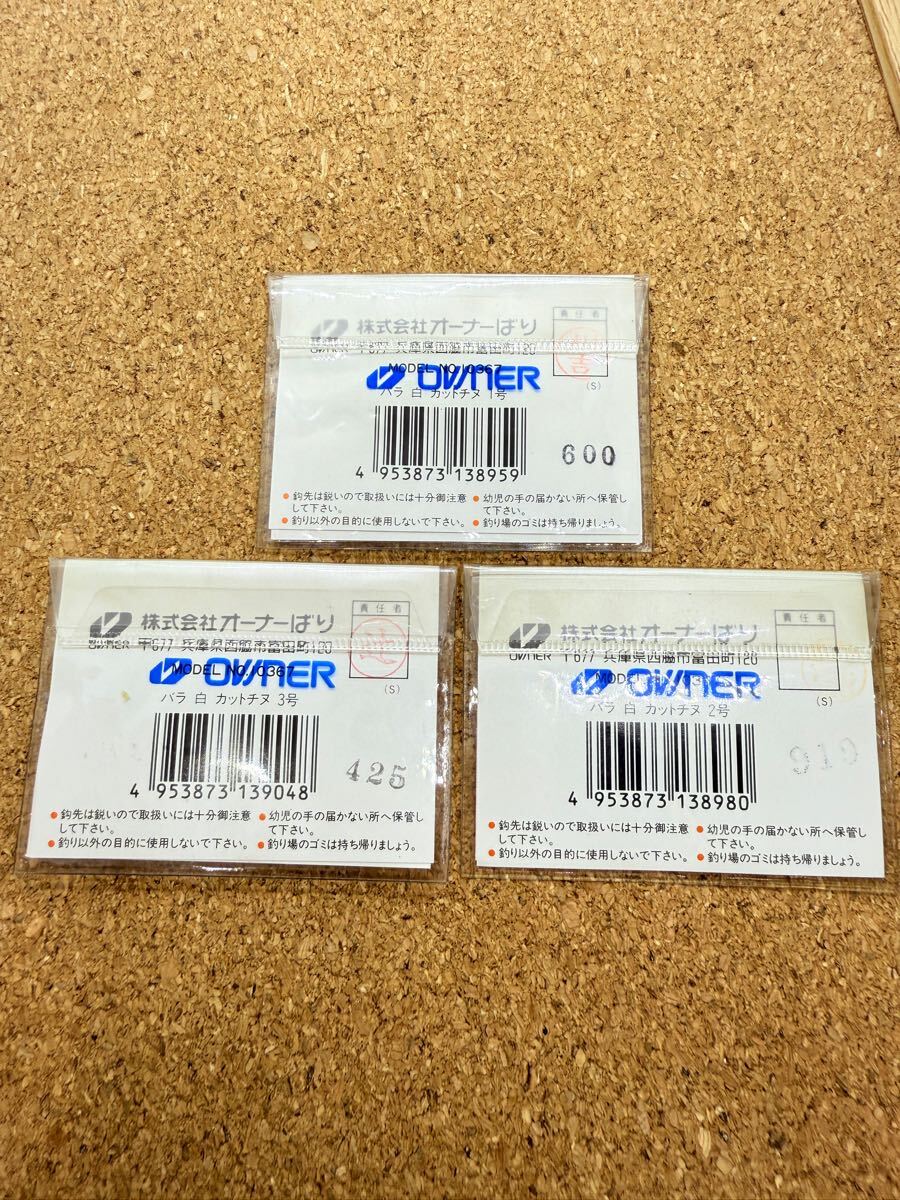 株式会社オーナーばり
責任者
OWNER 〒677 兵庫県西脇市富田町120
MODEL NO.10367
OWNER
(S)
バラ 白 カットチヌ 1号
600
4 953873 138959
●鈎先は鋭いので取扱いには十分御注意して下さい。
●幼児の手の届かない所へ保管して下さい。
●釣り以外の目的に使用しないで下さい。
●釣り場のゴミは持ち帰りましょう。
株式会社オーナーばり
責任者
OWNER 〒677 兵庫県西脇市富田町120
MODEL NO.10367
OWNER
(S)
バラ 白 カットチヌ 3号
425
4 953873 139048
●鈎先は鋭いので取扱いには十分御注意して下さい。
●幼児の手の届かない所へ保管して下さい。
●釣り以外の目的に使用しないで下さい。
●釣り場のゴミは持ち帰りましょう。
株式会社オーナーばり
責任者
OWNER 〒677 兵庫県西脇市富田町120
MODEL
OWNER
(S)
バラ 白 カットチヌ 2号
4 953873 138980
●鈎先は鋭いので取扱いには十分御注意して下さい。
●幼児の手の届かない所へ保管して下さい。
●釣り以外の目的に使用しないで下さい。
●釣り場のゴミは持ち帰りましょう。